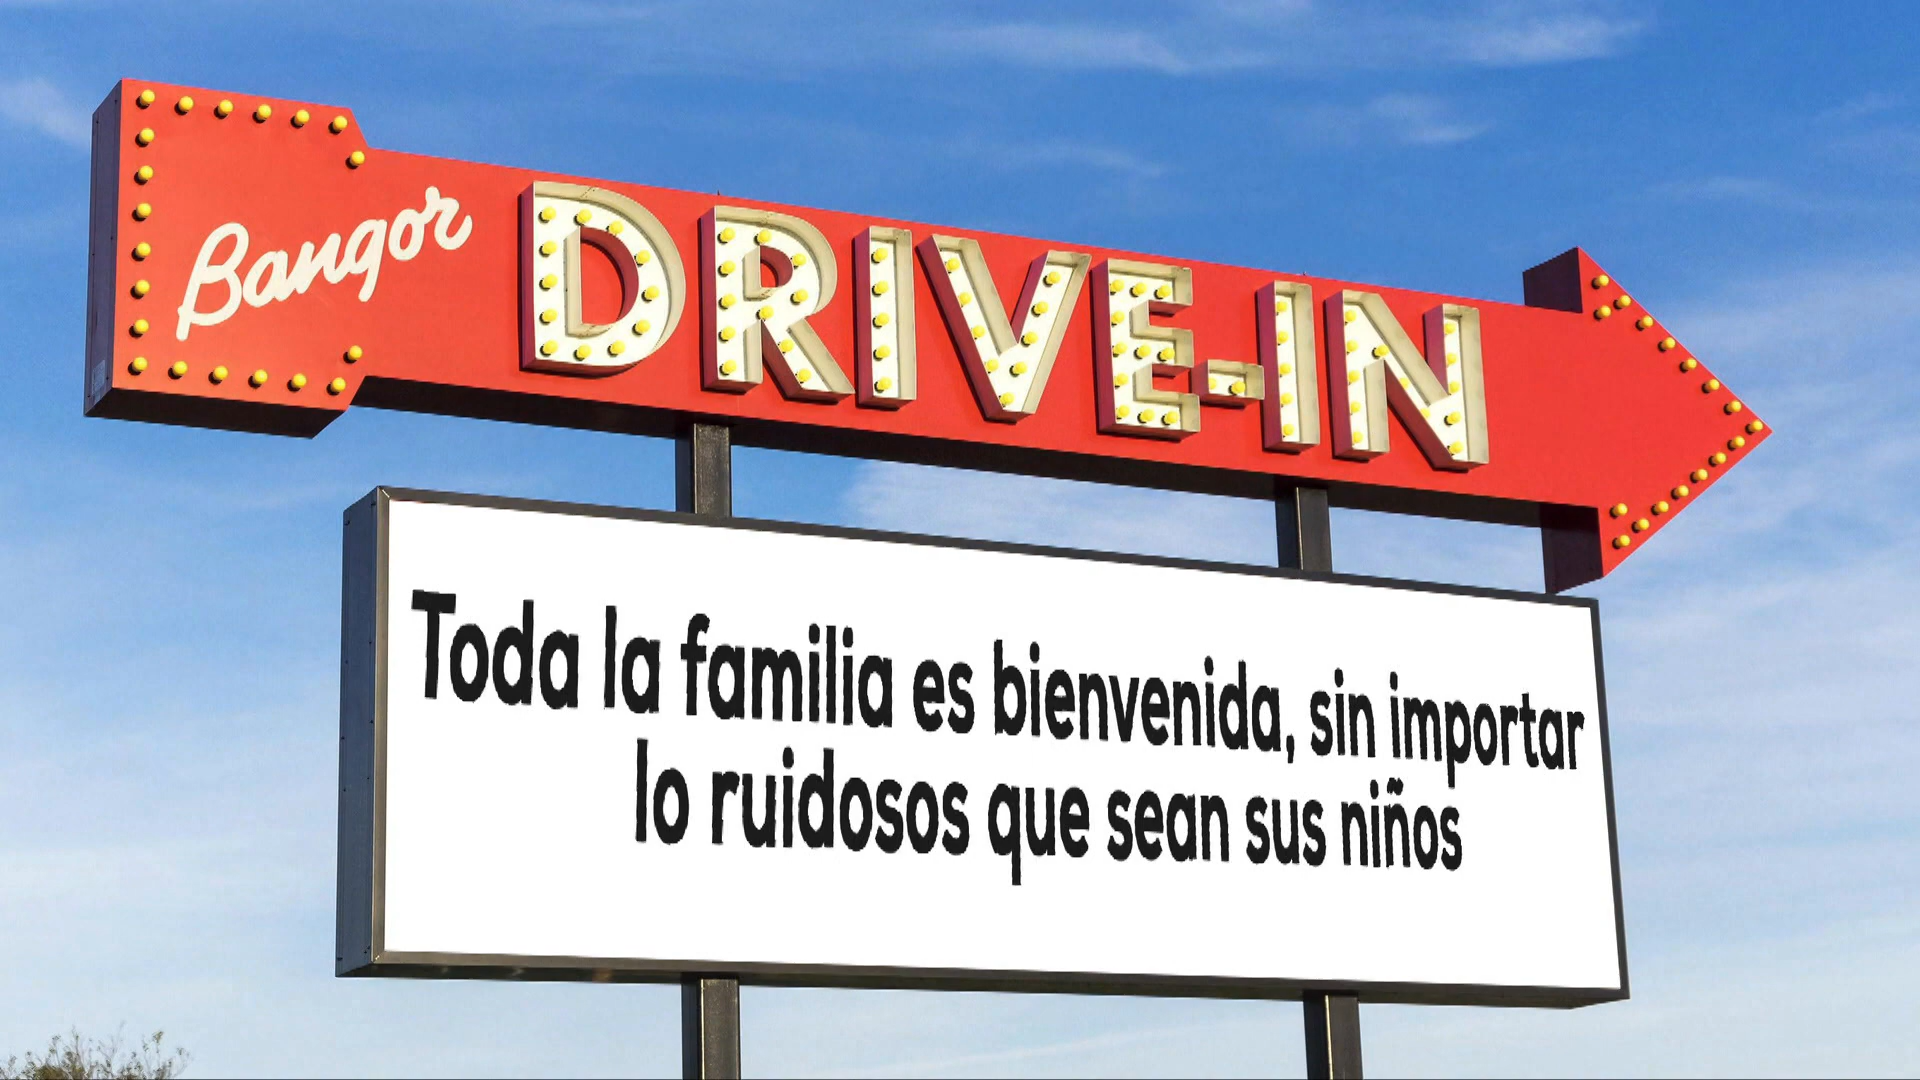 Bangor DRIVE-IN
Toda la familia es bienvenida, sin importar
lo ruidosos que sean sus niños